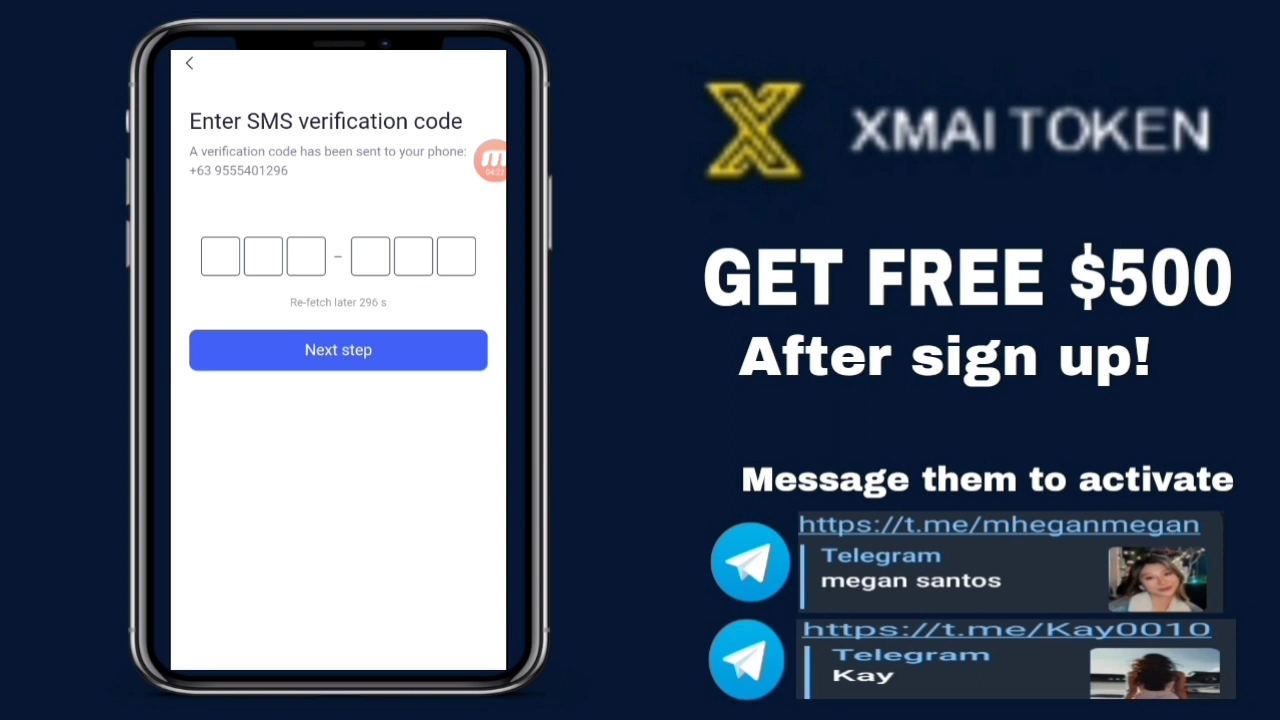 Enter SMS verification code
A verification code has been sent to your phone:
+63 9555401296
04:22
–
Re-fetch later 296 s
Next step
XMAI TOKEN
GET FREE $500
After sign up!
Message them to activate
https://t.me/mheganmegan
Telegram
megan santos
https://t.me/Kay0010
Telegram
Kay